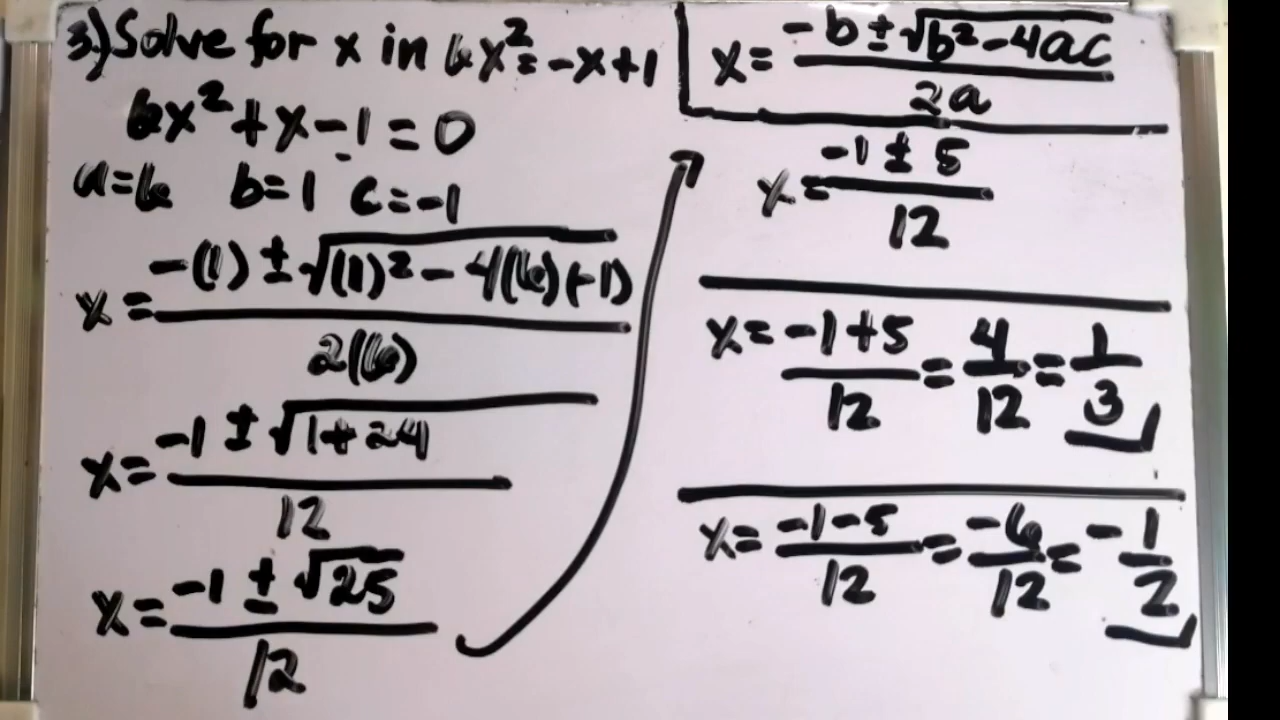 3.) Solve for x in 6x² = -x+1
6x² + x - 1 = 0
a=6 b=1 c=-1
x = -(1) ± √(1)² - 4(6)(-1) / 2(6)
x = -1 ± √1+24 / 12
x = -1 ± √25 / 12
x = -b ± √b² - 4ac / 2a
x = -1 ± 5 / 12
x = -1+5 / 12 = 4/12 = 1/3
x = -1-5 / 12 = -6/12 = -1/2